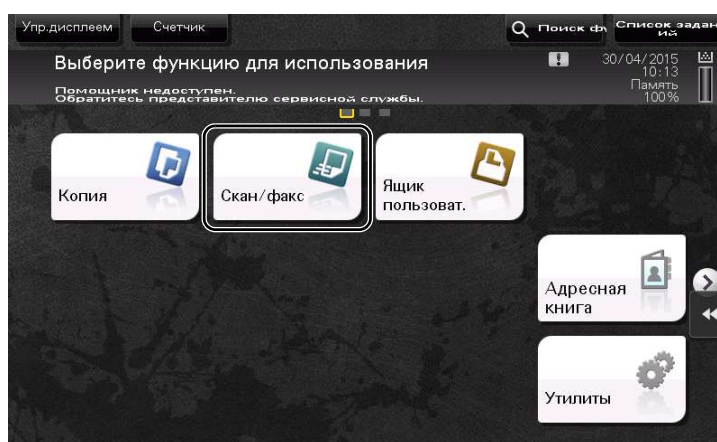 Упр.дисплеем
Счетчик
Поиск фу
Список задан
ий
Выберите функцию для использования
Помощник недоступен.
Обратитесь представителю сервисной службы.
30/04/2015
10:13
Память
100%
Копия
Скан/факс
Ящик
пользоват.
Адресная
книга
Утилиты